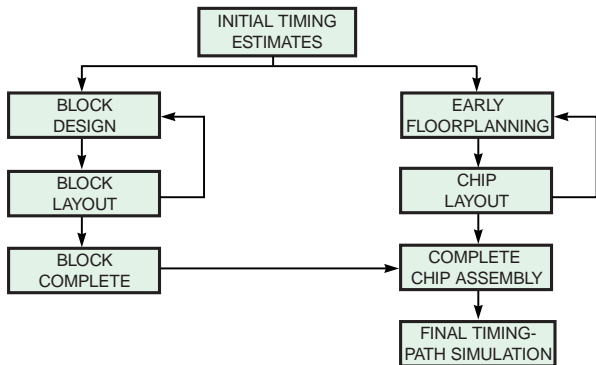 INITIAL TIMING
ESTIMATES
BLOCK
DESIGN
EARLY
FLOORPLANNING
BLOCK
LAYOUT
CHIP
LAYOUT
BLOCK
COMPLETE
COMPLETE
CHIP ASSEMBLY
FINAL TIMING-
PATH SIMULATION